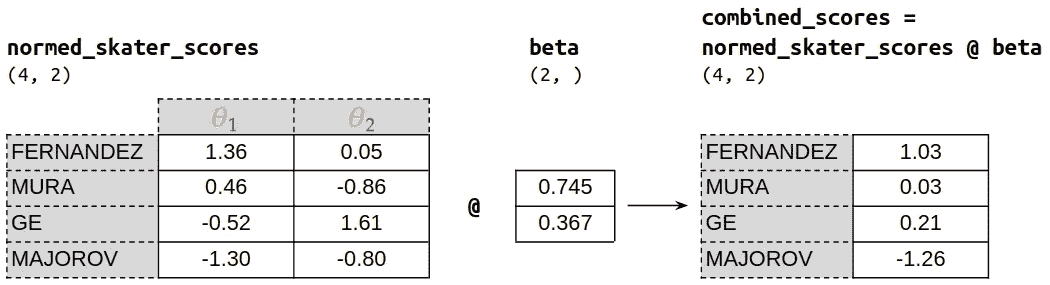 combined_scores =
normed_skater_scores beta normed_skater_scores @ beta
(4, 2) (2, ) (4, 2)
θ1 θ2
FERNANDEZ 1.36 0.05 FERNANDEZ 1.03
MURA 0.46 -0.86 0.745 MURA 0.03
@
GE -0.52 1.61 0.367 GE 0.21
MAJOROV -1.30 -0.80 MAJOROV -1.26